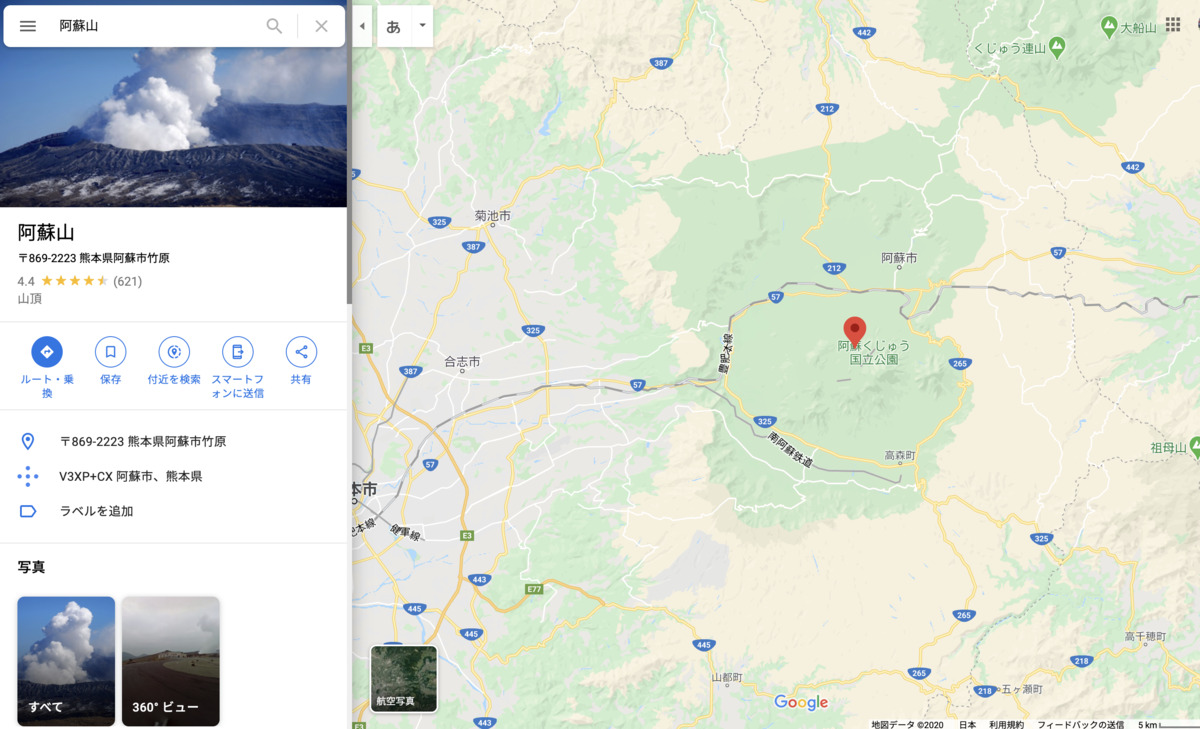 阿蘇山
阿蘇山
〒869-2223 熊本県阿蘇市竹原
4.4 (621)
山頂
ルート・乗
換
保存
付近を検索
スマートフ
ォンに送信
共有
〒869-2223 熊本県阿蘇市竹原
V3XP+CX 阿蘇市、熊本県
ラベルを追加
写真
すべて
360° ビュー
あ
442
大船山
くじゅう連山
387
212
442
325
菊池市
387
57
阿蘇市
212
57
E3
325
豊肥本線
阿蘇くじゅう
国立公園
合志市
387
265
57
325
南阿蘇鉄道
祖母山
高森町
57
本市
健軍線
E3
325
443
E77
445
265
445
445
高千穂町
218
山都町
265
218
五ヶ瀬町
航空写真
443
E3
Google
地図データ ©2020 日本 利用規約 フィードバックの送信 5 km